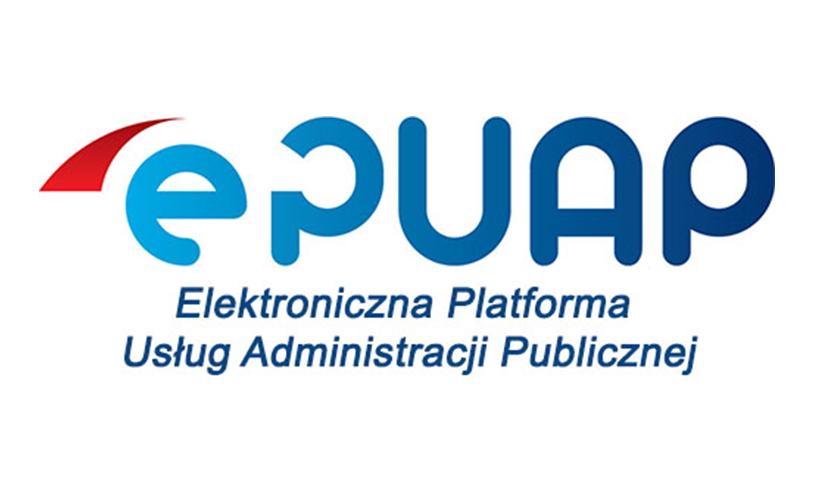 ePUAP
Elektroniczna Platforma
Usług Administracji Publicznej